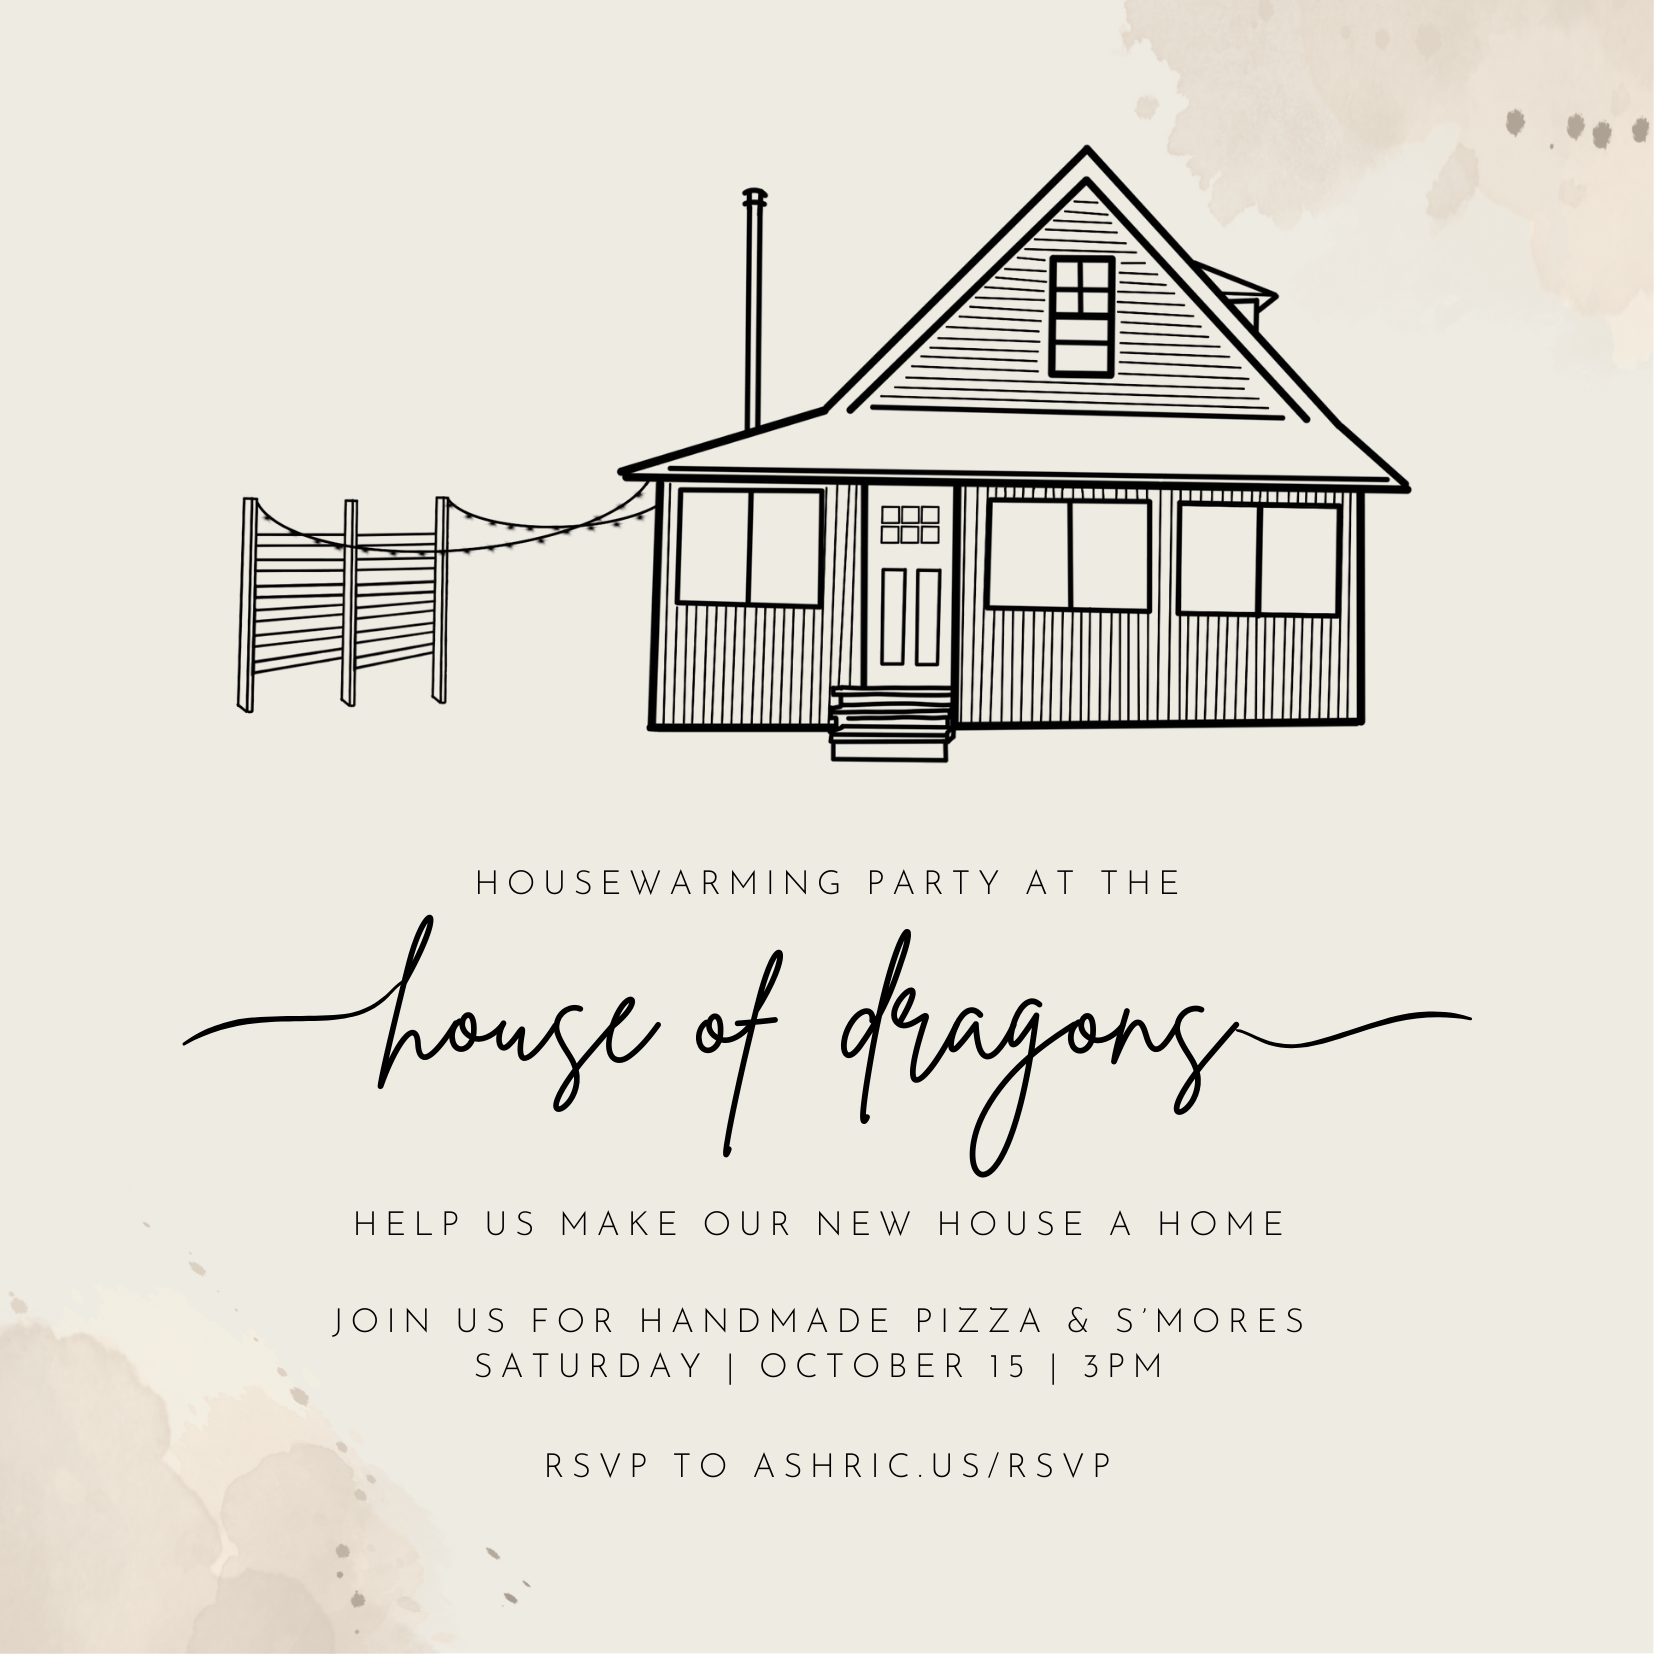 HOUSEWARMING PARTY AT THE
house of dragons
HELP US MAKE OUR NEW HOUSE A HOME
JOIN US FOR HANDMADE PIZZA & S'MORES
SATURDAY | OCTOBER 15 | 3PM
RSVP TO ASHRIC.US/RSVP